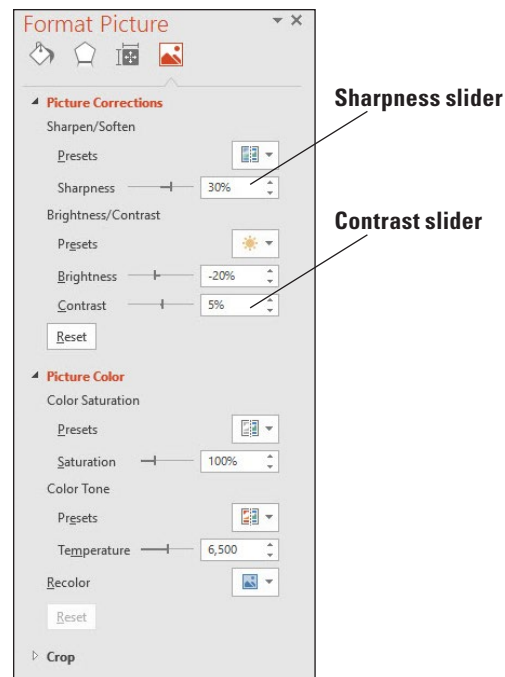 Format Picture
Picture Corrections
Sharpen/Soften
Presets
Sharpness 30%
Brightness/Contrast
Presets
Brightness -20%
Contrast 5%
Reset
Picture Color
Color Saturation
Presets
Saturation 100%
Color Tone
Presets
Temperature 6,500
Recolor
Reset
Crop
Sharpness slider
Contrast slider